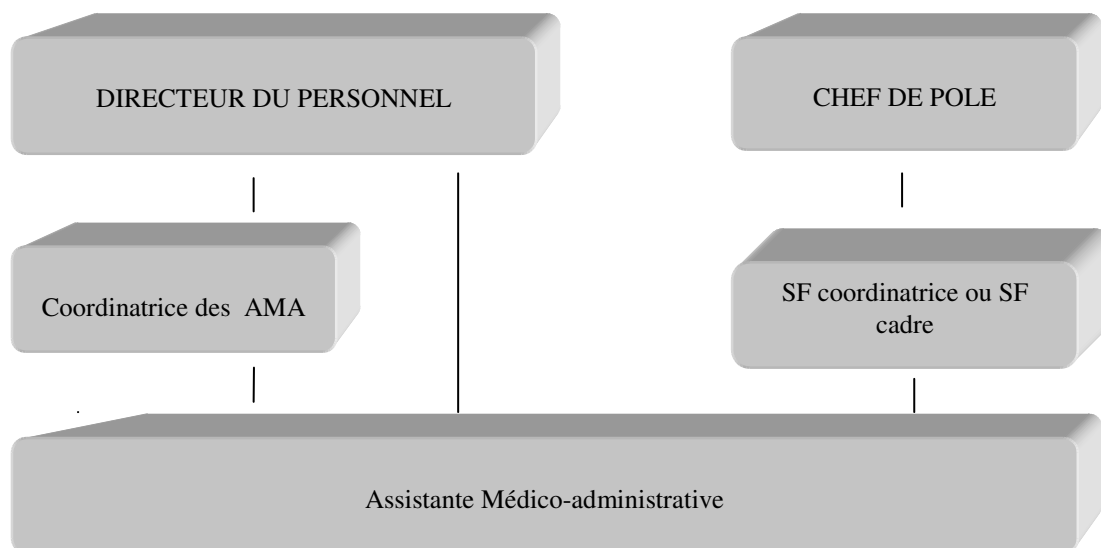 DIRECTEUR DU PERSONNEL
CHEF DE POLE
Coordinatrice des AMA
SF coordinatrice ou SF
cadre
Assistante Médico-administrative